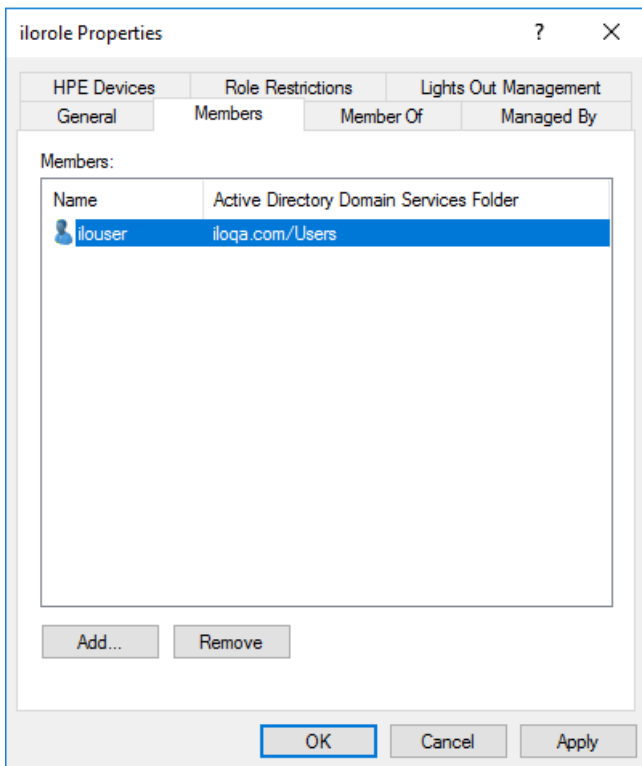 ilorole Properties ? ×
HPE Devices Role Restrictions Lights Out Management
General Members Member Of Managed By
Members:
Name Active Directory Domain Services Folder
ilouser iloqa.com/Users
Add... Remove
OK Cancel Apply